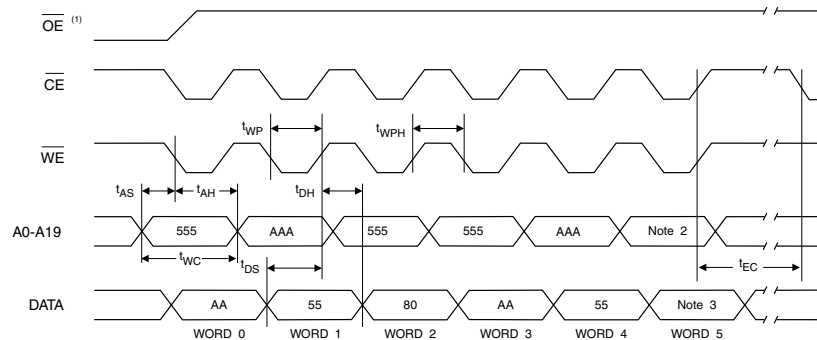 OE (1)
CE
tWP
tWPH
WE
tAS
tAH
tDH
A0-A19
555
AAA
555
555
AAA
Note 2
tWC
tDS
tEC
DATA
AA
55
80
AA
55
Note 3
WORD 0
WORD 1
WORD 2
WORD 3
WORD 4
WORD 5